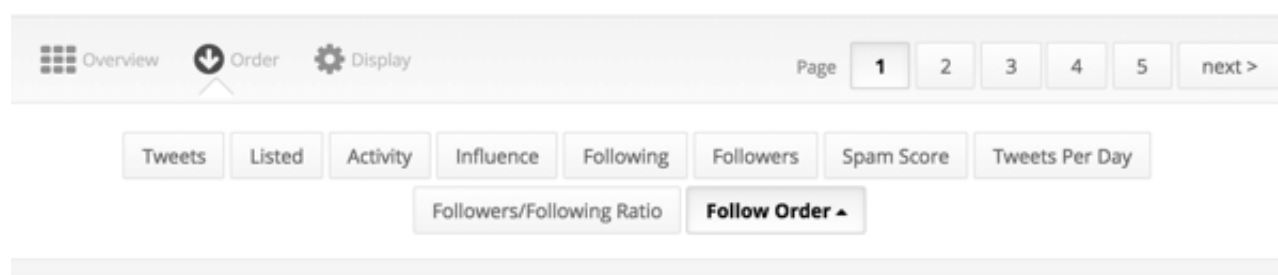 Overview Order Display Page 1 2 3 4 5 next >
Tweets Listed Activity Influence Following Followers Spam Score Tweets Per Day
Followers/Following Ratio Follow Order